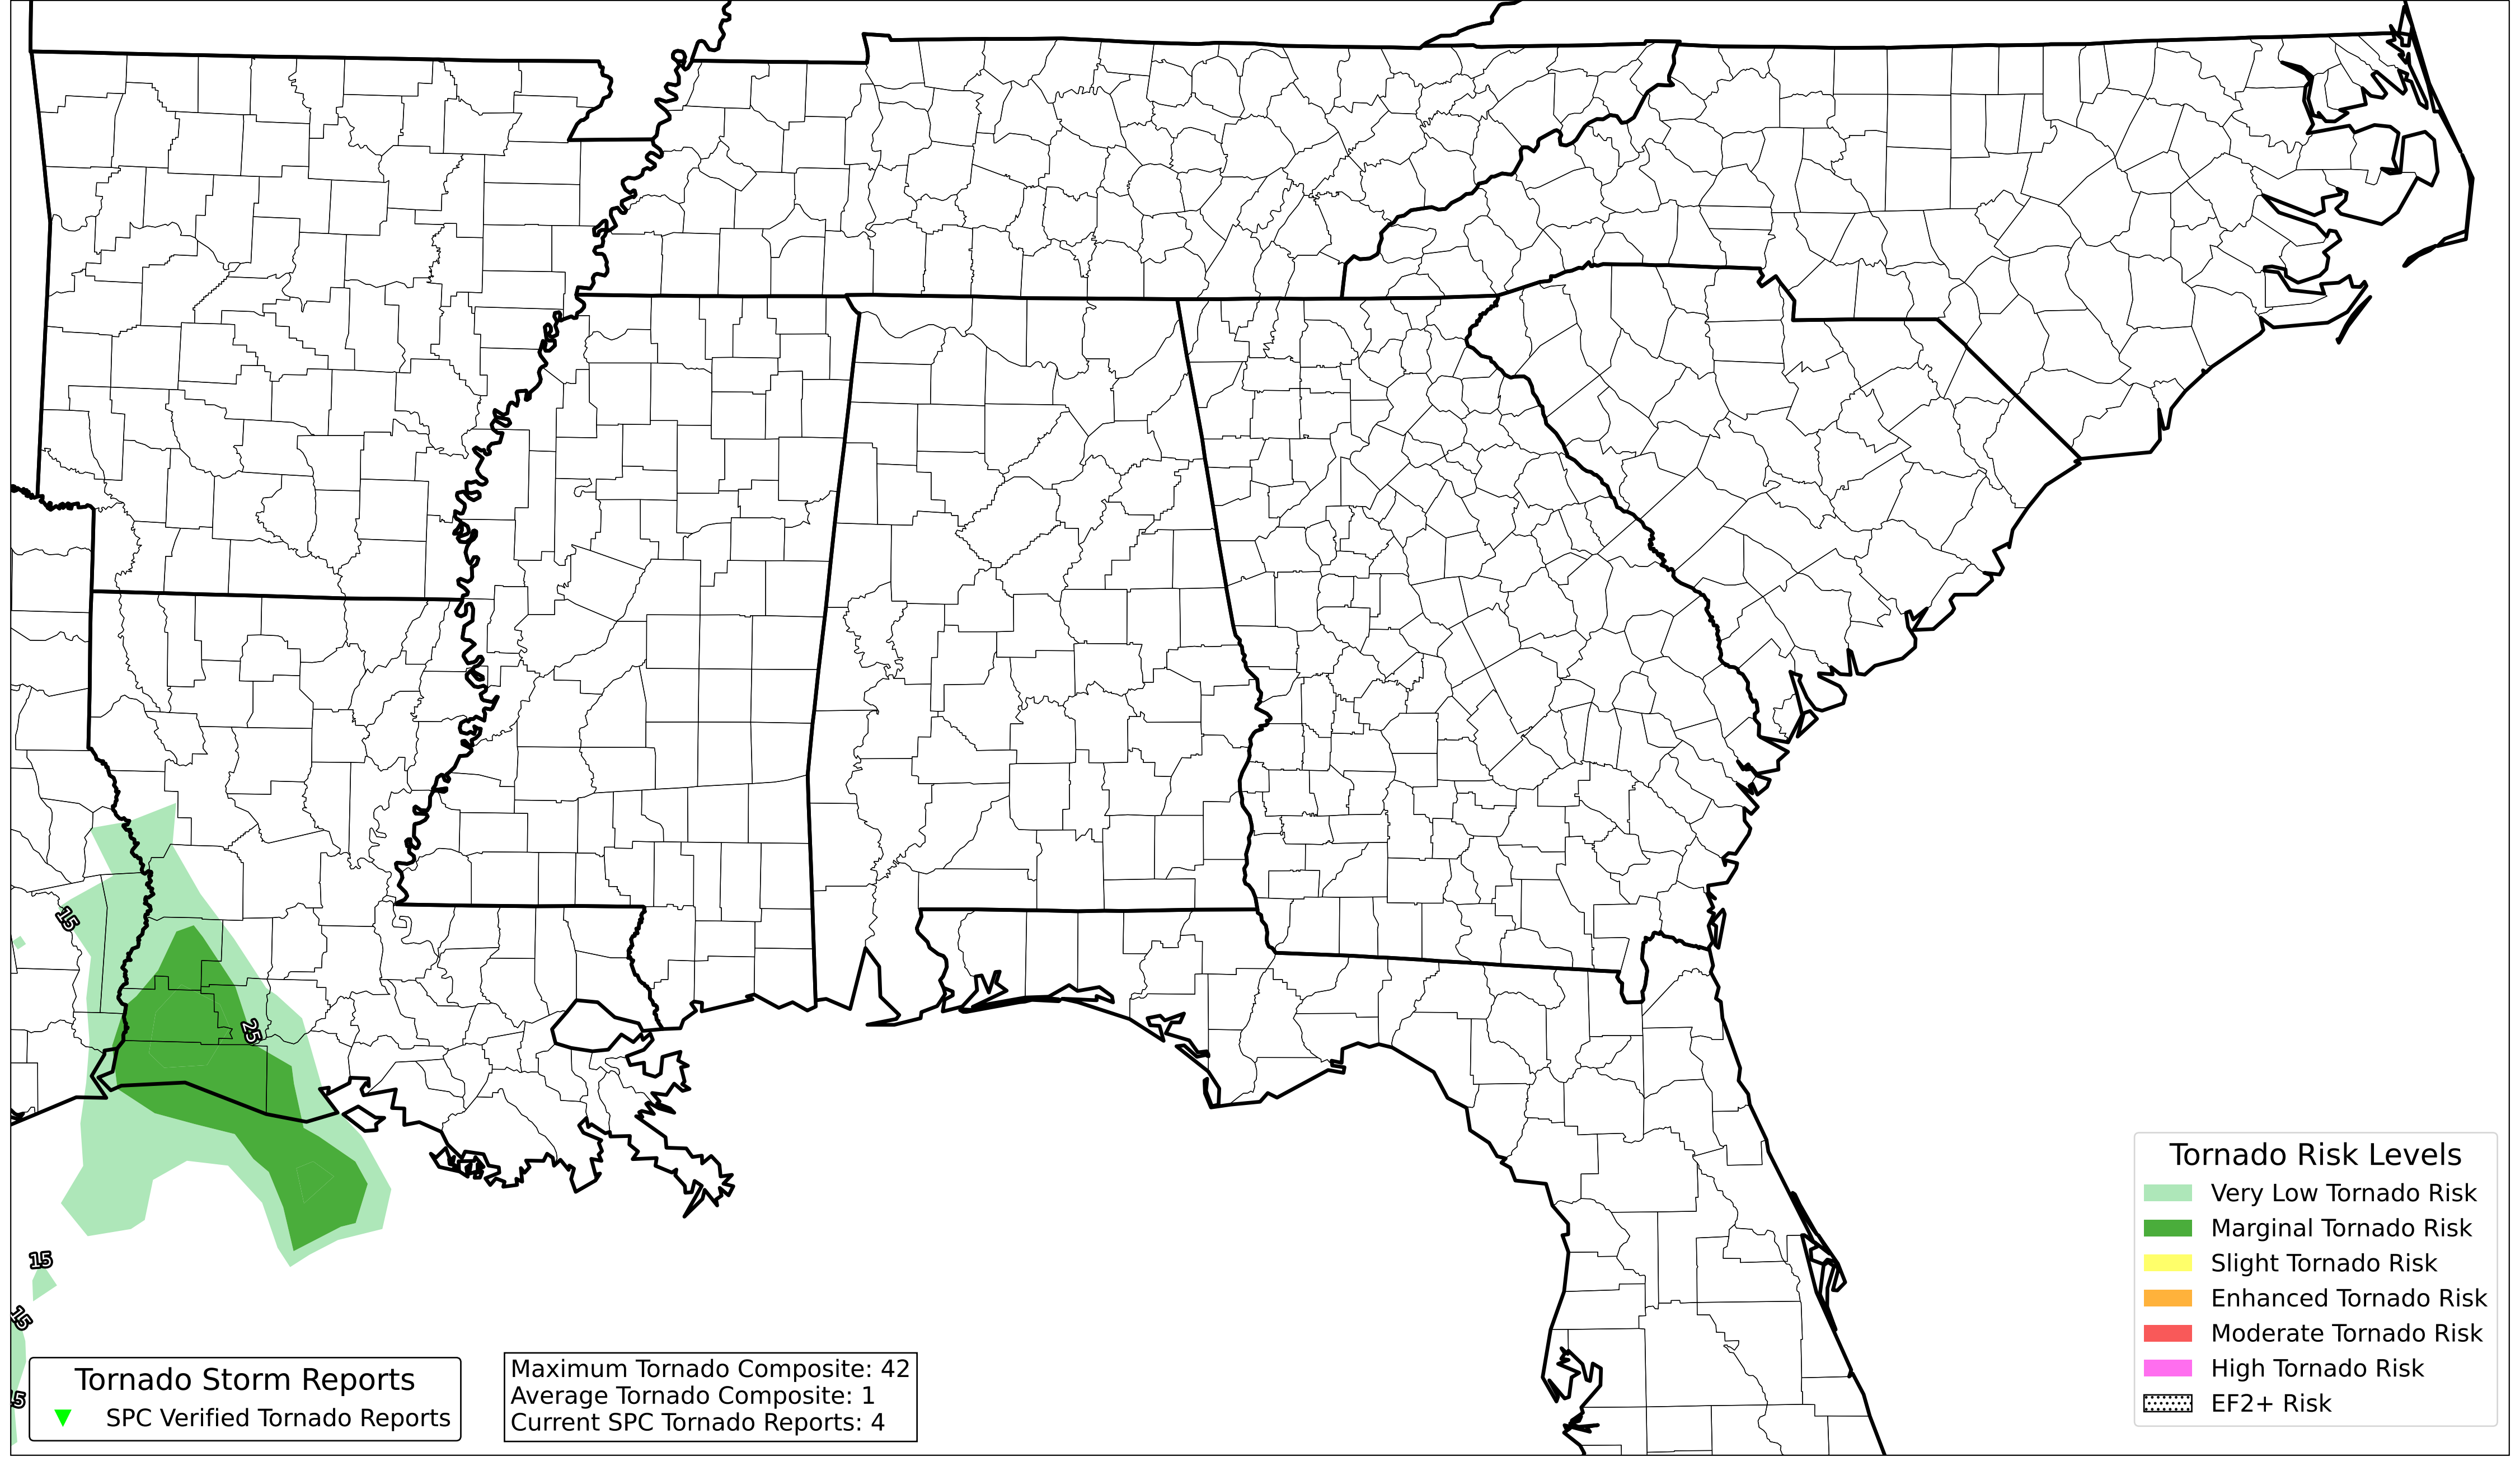 15
25
15
15
15
Tornado Storm Reports
SPC Verified Tornado Reports
Maximum Tornado Composite: 42
Average Tornado Composite: 1
Current SPC Tornado Reports: 4
Tornado Risk Levels
Very Low Tornado Risk
Marginal Tornado Risk
Slight Tornado Risk
Enhanced Tornado Risk
Moderate Tornado Risk
High Tornado Risk
EF2+ Risk